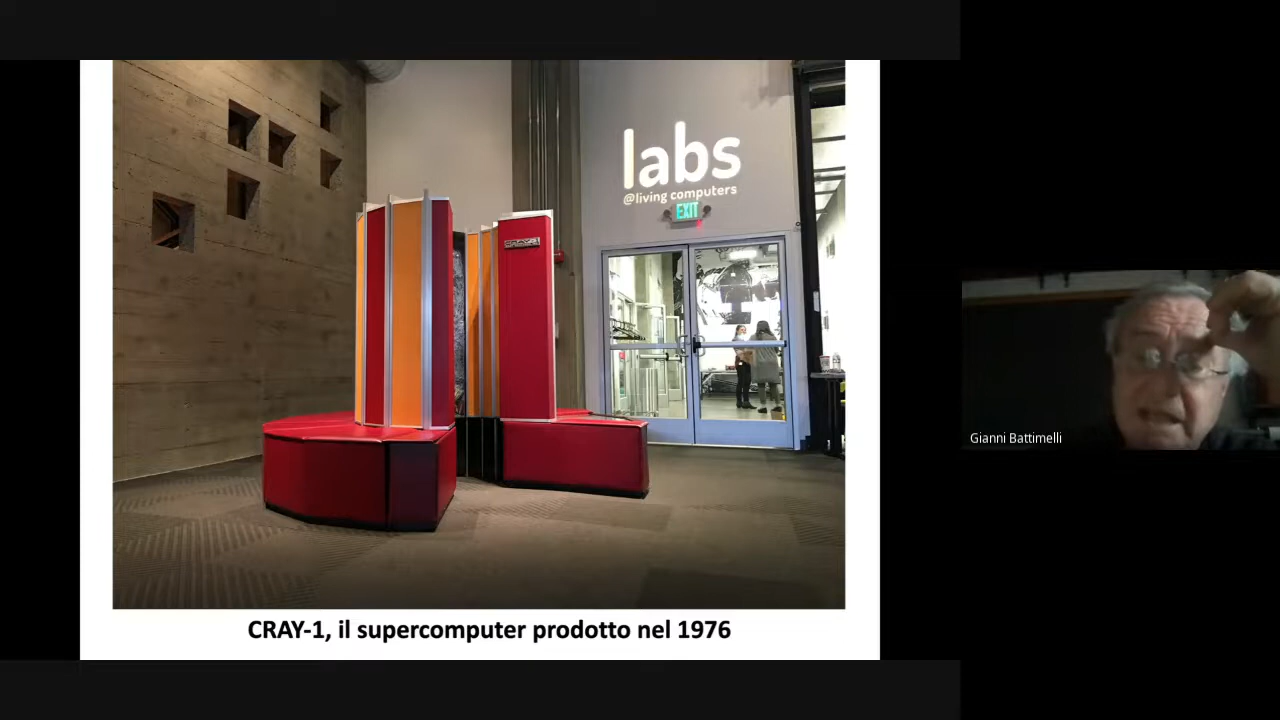 labs
@living computers
EXIT
CRAY-1
CRAY-1, il supercomputer prodotto nel 1976
Gianni Battimelli